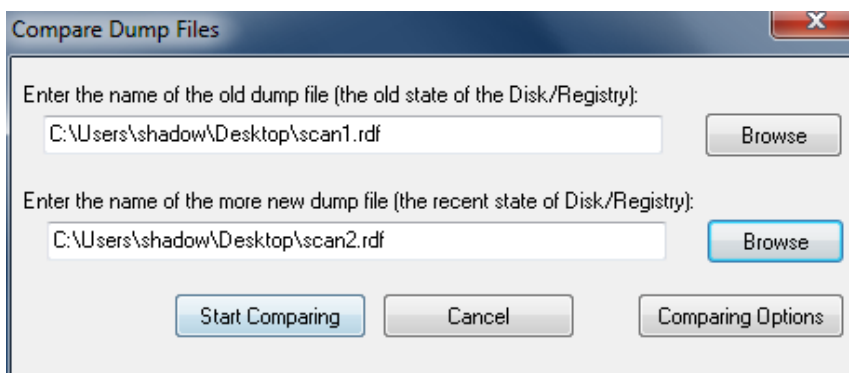 Compare Dump Files
Enter the name of the old dump file (the old state of the Disk/Registry):
C:\Users\shadow\Desktop\scan1.rdf
Browse
Enter the name of the more new dump file (the recent state of Disk/Registry):
C:\Users\shadow\Desktop\scan2.rdf
Browse
Start Comparing
Cancel
Comparing Options